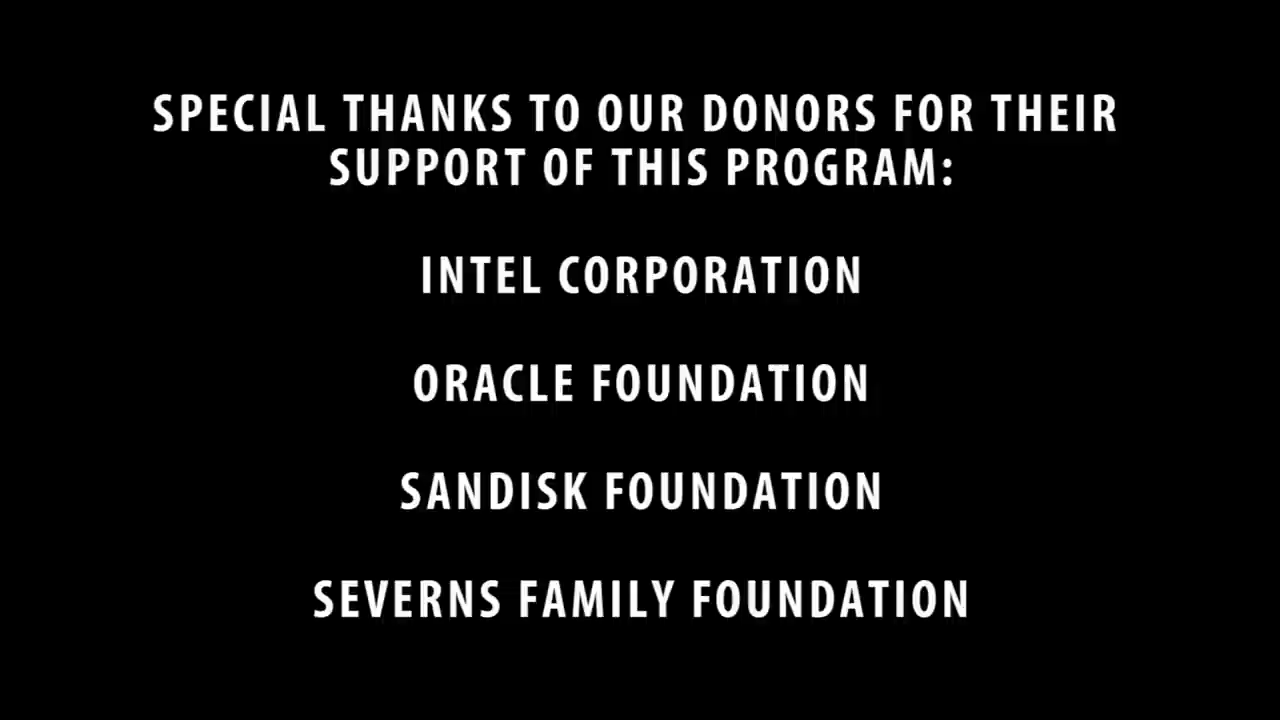 SPECIAL THANKS TO OUR DONORS FOR THEIR
SUPPORT OF THIS PROGRAM:
INTEL CORPORATION
ORACLE FOUNDATION
SANDISK FOUNDATION
SEVERNS FAMILY FOUNDATION